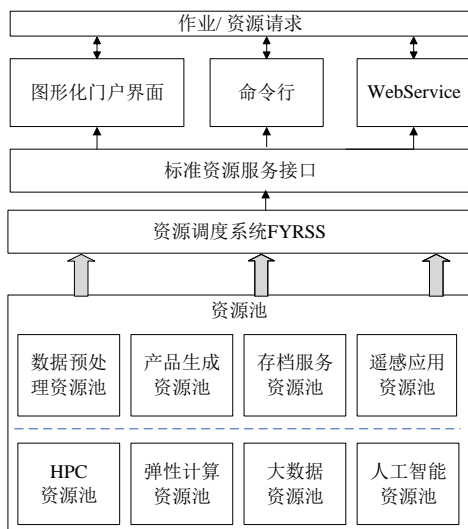 作业/ 资源请求
图形化门户界面
命令行
WebService
标准资源服务接口
资源调度系统FYRSS
资源池
数据预处
理资源池
产品生成
资源池
存档服务
资源池
遥感应用
资源池
HPC
资源池
弹性计算
资源池
大数据
资源池
人工智能
资源池